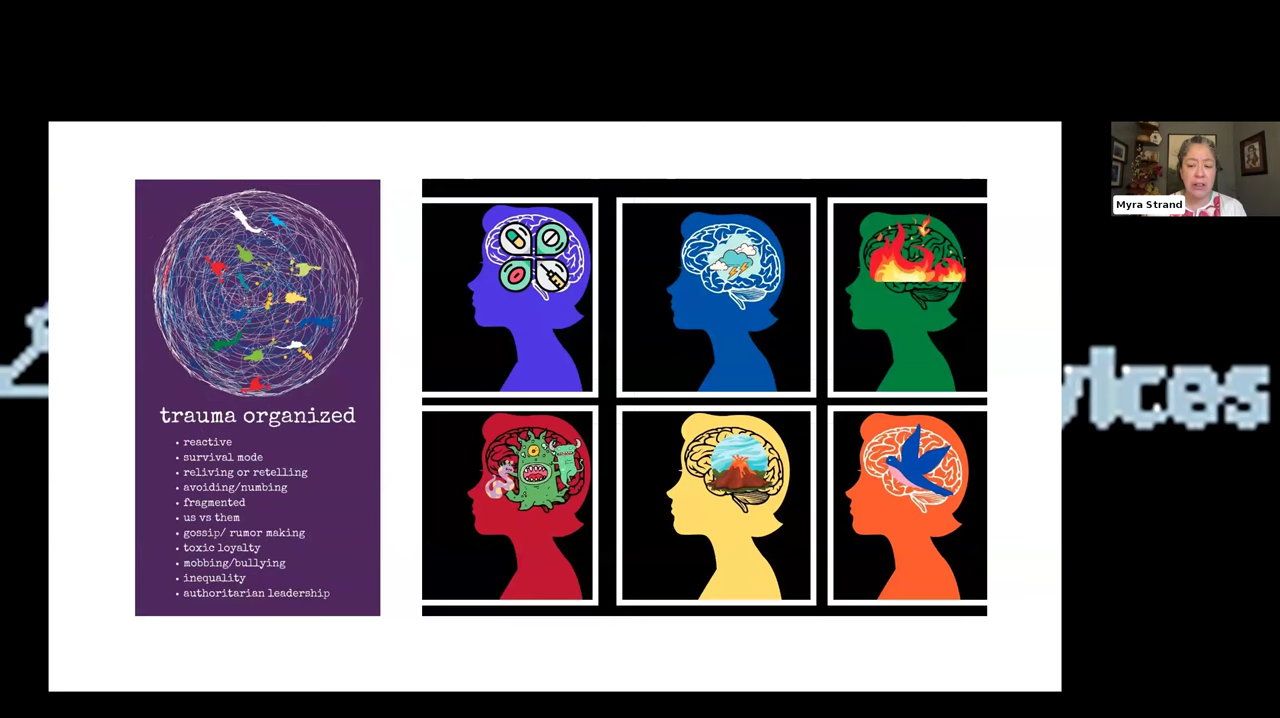 trauma organized
• reactive
• survival mode
• reliving or retelling
• avoiding/numbing
• fragmented
• us vs them
• gossip/ rumor making
• toxic loyalty
• mobbing/bullying
• inequality
• authoritarian leadership
Myra Strand
vices